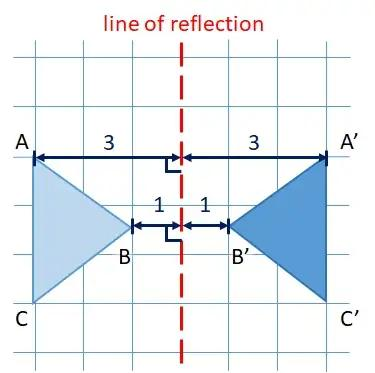 line of reflection
A 3 3 A’
1 1
B B’
C C’